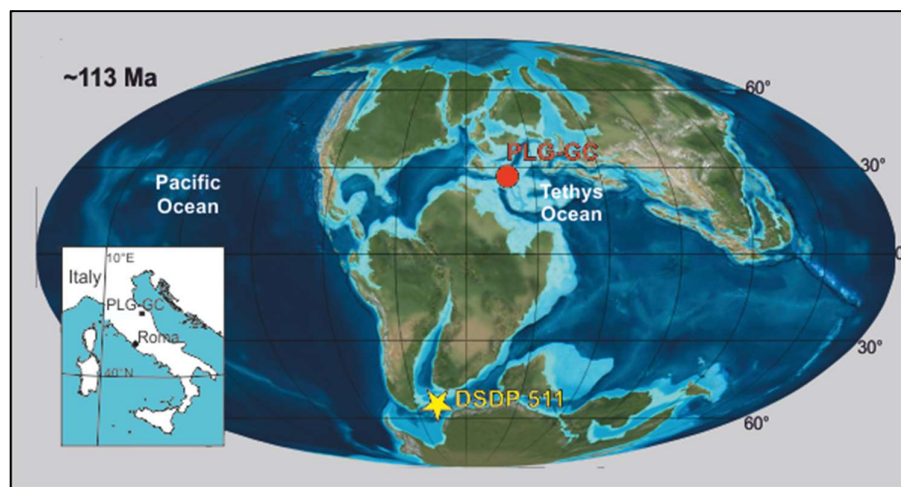 ~113 Ma
60°
PLG-GC
30°
Pacific
Ocean
Tethys
Ocean
0
10°E
Italy
PLG-GC
Roma
40°N
30°
DSDP 511
60°